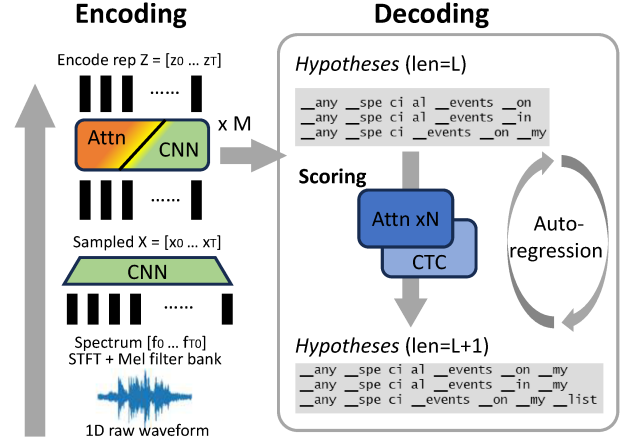 Encoding
Encode rep Z = [z0 ... zT]
......
Attn
CNN
x M
......
Sampled X = [x0 ... xT]
CNN
......
Spectrum [f0 ... fT0]
STFT + Mel filter bank
1D raw waveform
Decoding
Hypotheses (len=L)
__any __spe ci al __events __on
__any __spe ci al __events __in
__any __spe ci __events __on __my
Scoring
Attn xN
CTC
Auto-
regression
Hypotheses (len=L+1)
__any __spe ci al __events __on __my
__any __spe ci al __events __in __my
__any __spe ci __events __on __my __list